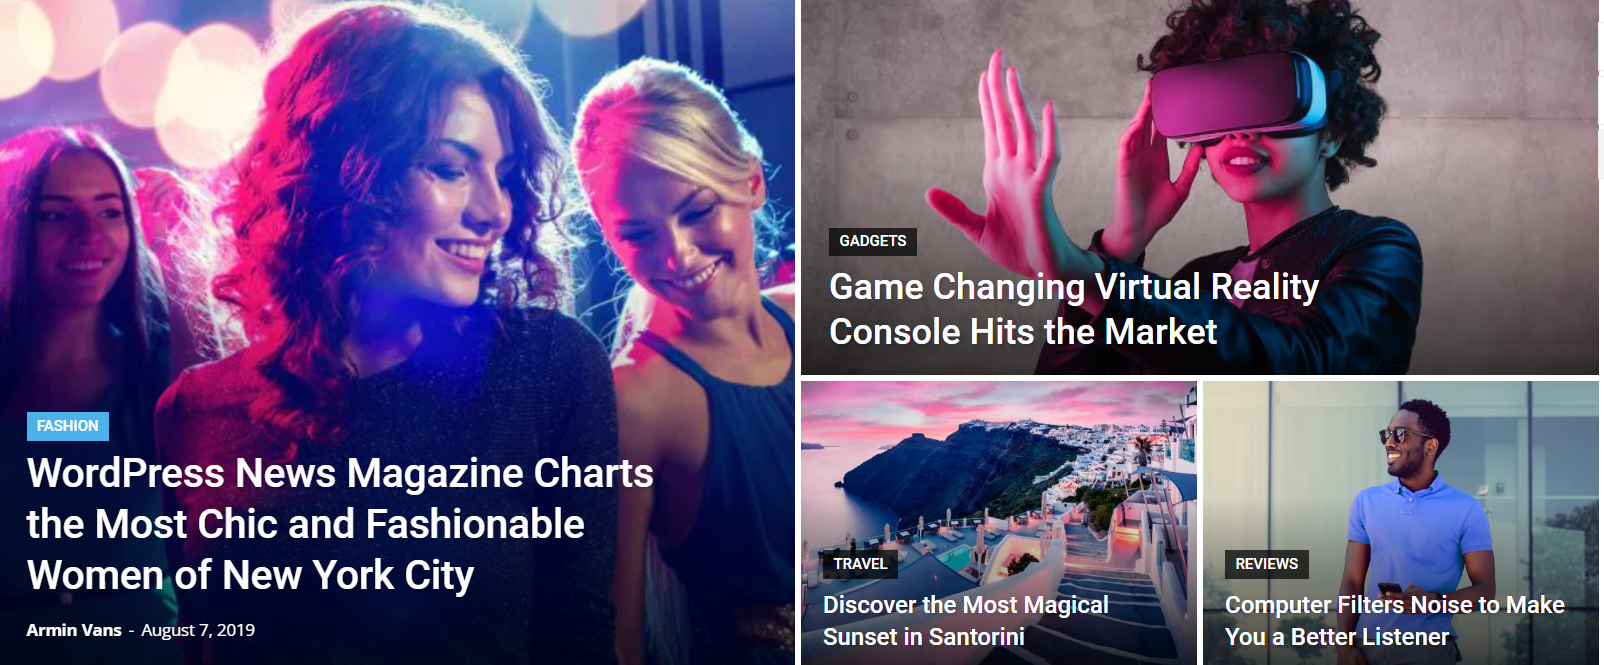 FASHION
WordPress News Magazine Charts
the Most Chic and Fashionable
Women of New York City
Armin Vans - August 7, 2019
GADGETS
Game Changing Virtual Reality
Console Hits the Market
TRAVEL
Discover the Most Magical
Sunset in Santorini
REVIEWS
Computer Filters Noise to Make
You a Better Listener